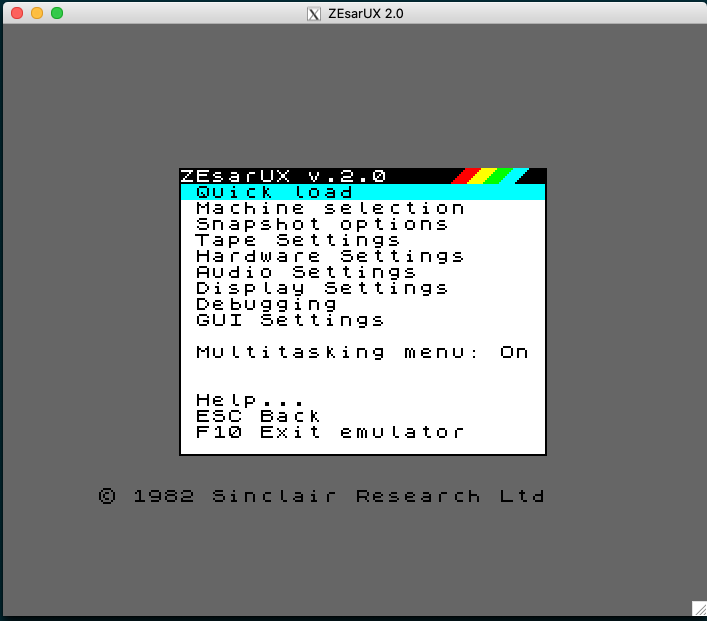 ZEsarUX 2.0
ZEsarUX v.2.0
Quick load
Machine selection
Snapshot options
Tape Settings
Hardware Settings
Audio Settings
Display Settings
Debugging
GUI Settings
Multitasking menu: On
Help...
ESC Back
F10 Exit emulator
© 1982 Sinclair Research Ltd